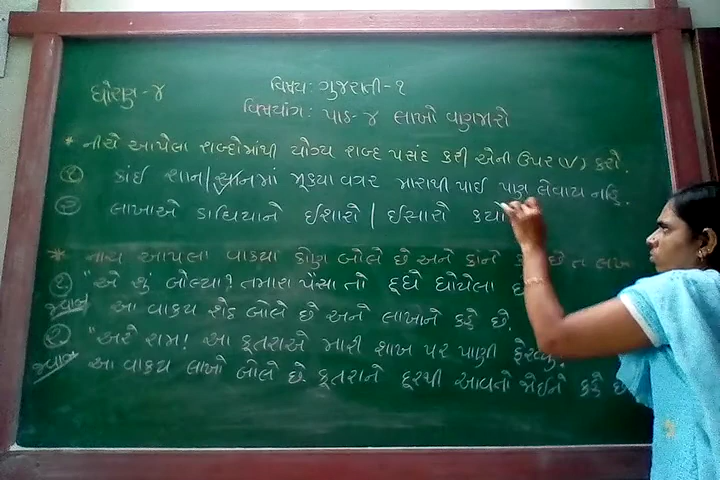 ધોરણ-૪
વિષય: ગુજરાતી-૧
વિષયાંગ: પાઠ-૪ લાખો વણજારો
* નીચે આપેલા શબ્દોમાંથી યોગ્ય શબ્દ પસંદ કરી એની ઉપર (√) કરો.
૧ કાંઈ સાન/સાનમાં મૂક્યા વગર મારાથી પાઈ પણ લેવાય નહિ.
૨ લાખાએ ડાઘિયાને ઈશારો / ઈસારો કર્યો
* નીચે આપેલા વાક્યો કોણ બોલે છે અને કોને કહે છે તે લખો
૧ "એ શું બોલ્યા? તમારા પૈસા તો દૂધે ધોયેલા
જવાબ આ વાક્ય શેઠ બોલે છે અને લાખાને કહે છે.
૨ "અરે રામ! આ કૂતરાએ મારી શાખ પર પાણી ફેરવ્યું.
જવાબ આ વાક્ય લાખો બોલે છે. કૂતરાને દૂરથી આવતો જોઈને કહે છે